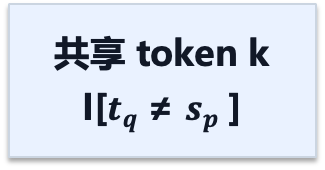 共享 token k
I[t_q ≠ s_p ]